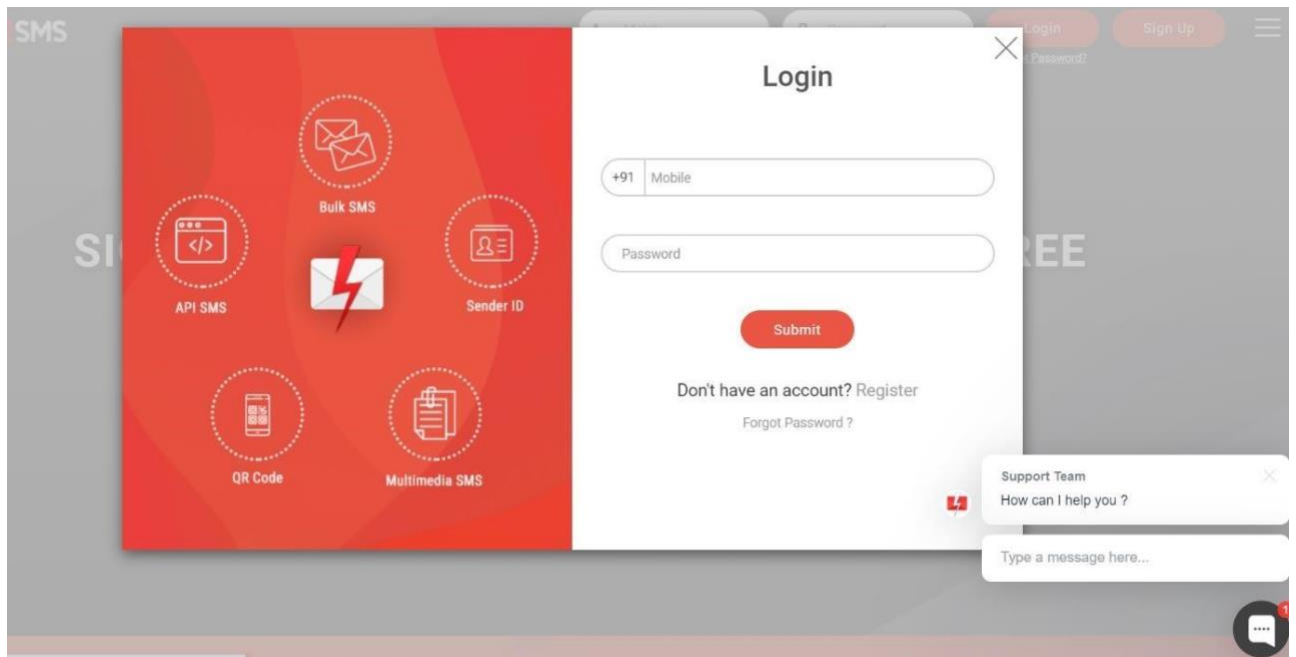 SMS
Login
Sign Up
Password?
Login
+91 Mobile
Password
Submit
Don't have an account? Register
Forgot Password ?
Bulk SMS
API SMS
Sender ID
QR Code
Multimedia SMS
Support Team
How can I help you ?
Type a message here...
1